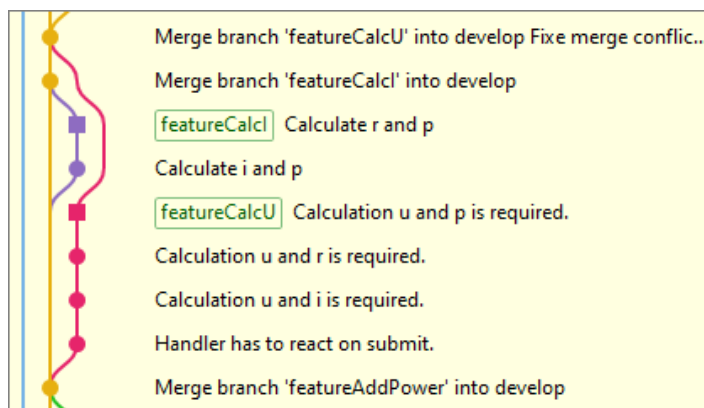 Merge branch 'featureCalcU' into develop Fixe merge conflic..
Merge branch 'featureCalcI' into develop
featureCalcI Calculate r and p
Calculate i and p
featureCalcU Calculation u and p is required.
Calculation u and r is required.
Calculation u and i is required.
Handler has to react on submit.
Merge branch 'featureAddPower' into develop